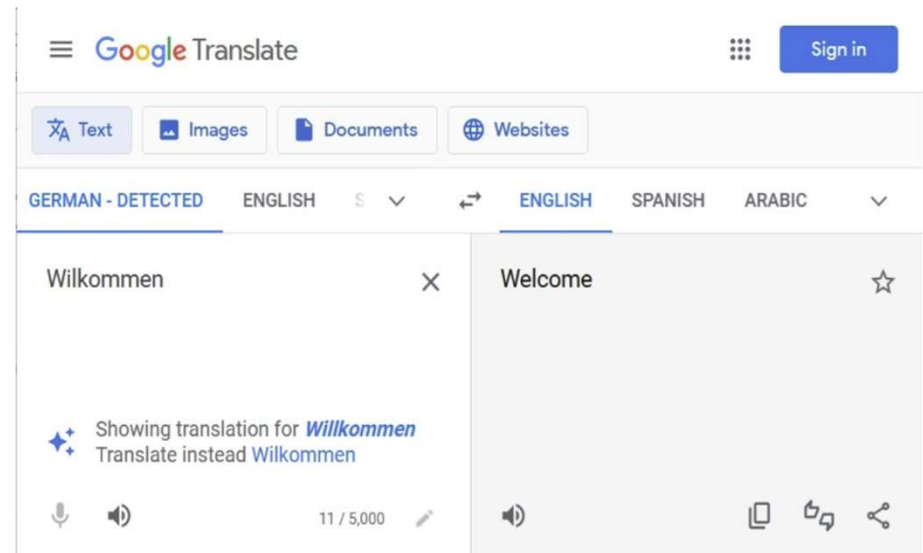 Google Translate Sign in
Text Images Documents Websites
GERMAN - DETECTED ENGLISH S ENGLISH SPANISH ARABIC
Wilkommen Welcome
Showing translation for Willkommen
Translate instead Wilkommen
11 / 5,000